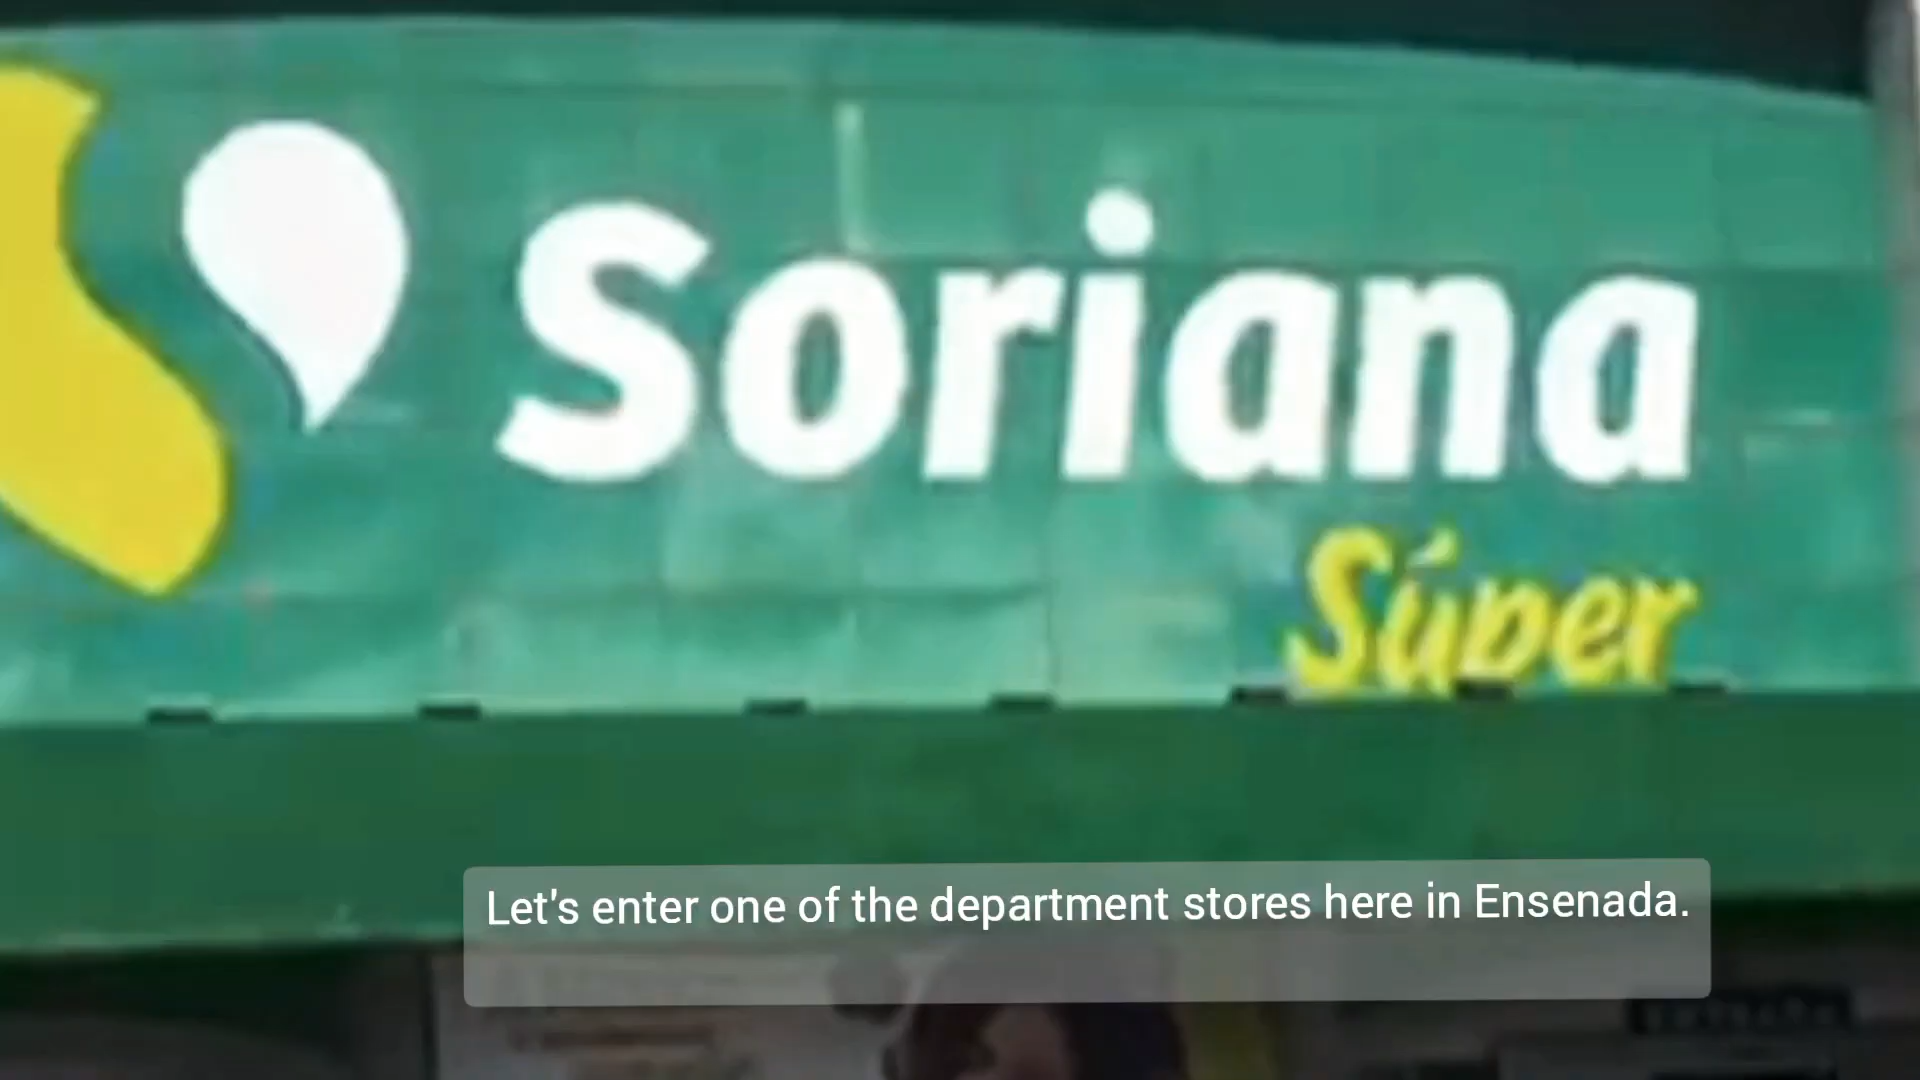 Soriana
Súper
Let's enter one of the department stores here in Ensenada.